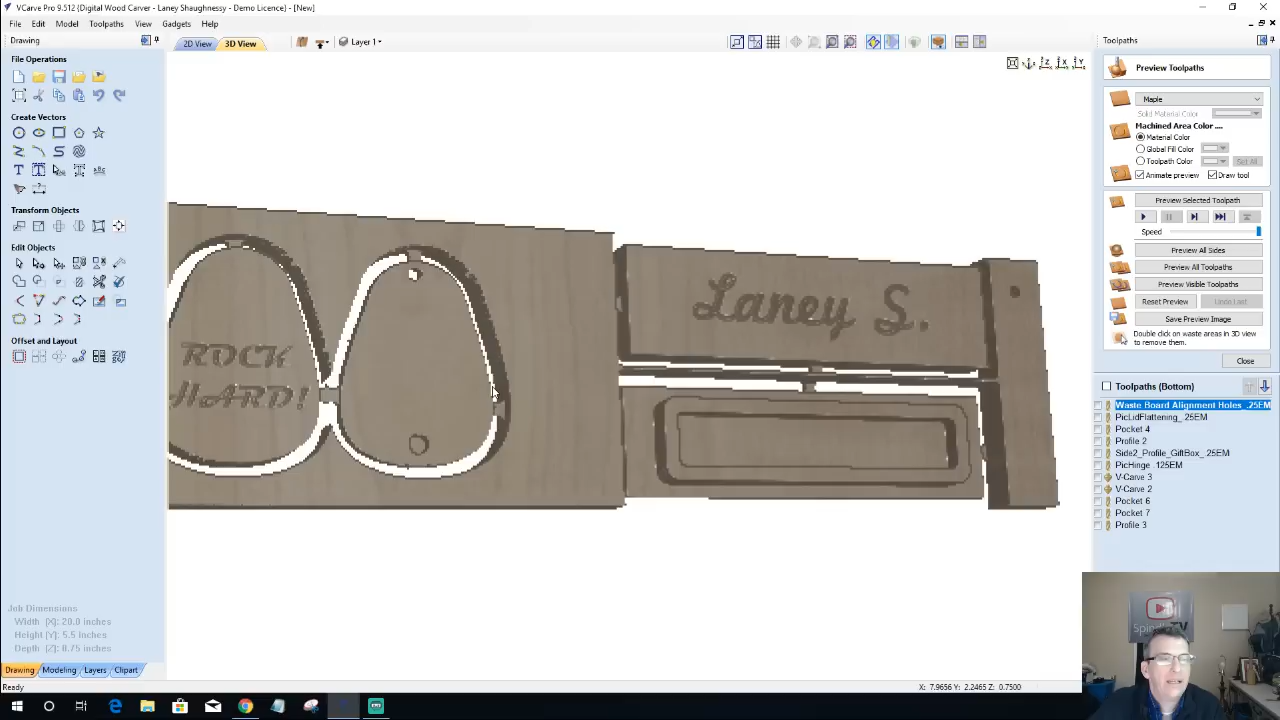 VCarve Pro 9.512 {Digital Wood Carver - Laney Shaughnessy - Demo Licence} - [New]
File Edit Model Toolpaths View Gadgets Help
Drawing
2D View 3D View Layer 1
Toolpaths
File Operations
Create Vectors
Transform Objects
Edit Objects
Offset and Layout
Job Dimensions
Width (X): 20.0 inches
Height (Y): 5.5 inches
Depth (Z): 0.75 inches
Drawing Modeling Layers Clipart
Ready
ROCK
HARD!
Laney S.
Preview Toolpaths
Maple
Solid Material Color
Machined Area Color ....
Material Color
Global Fill Color
Toolpath Color Set All
Animate preview Draw tool
Preview Selected Toolpath
Speed
Preview All Sides
Preview All Toolpaths
Preview Visible Toolpaths
Reset Preview Undo Last
Save Preview Image
Double click on waste areas in 3D view
to remove them.
Close
Toolpaths (Bottom)
Waste Board Alignment Holes_.25EM
PicLidFlattening_.25EM
Pocket 4
Profile 2
Side2_Profile_GiftBox_.25EM
PicHinge .125EM
V-Carve 3
V-Carve 2
Pocket 6
Pocket 7
Profile 3
X: 7.9656 Y: 2.2465 Z: 0.7500